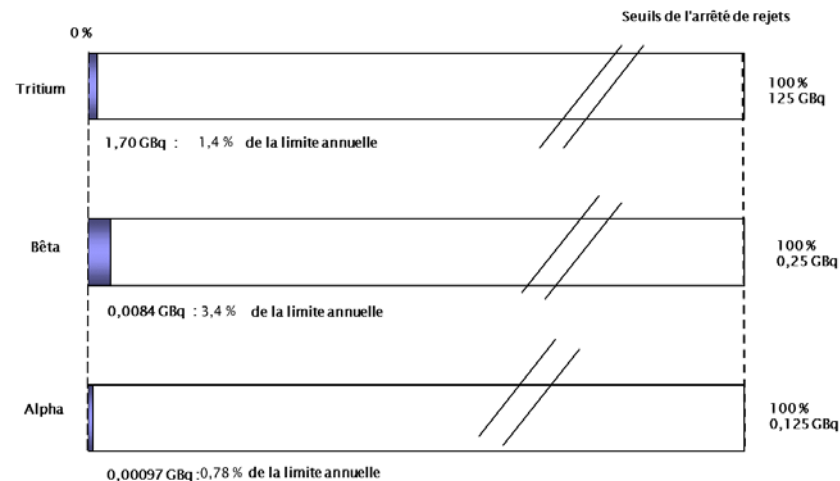 Seuils de l'arrêté de rejets
0 %
Tritium
100 %
125 GBq
1,70 GBq : 1,4 % de la limite annuelle
Bêta
100 %
0,25 GBq
0,0084 GBq : 3,4 % de la limite annuelle
Alpha
100 %
0,125 GBq
0,00097 GBq : 0,78 % de la limite annuelle